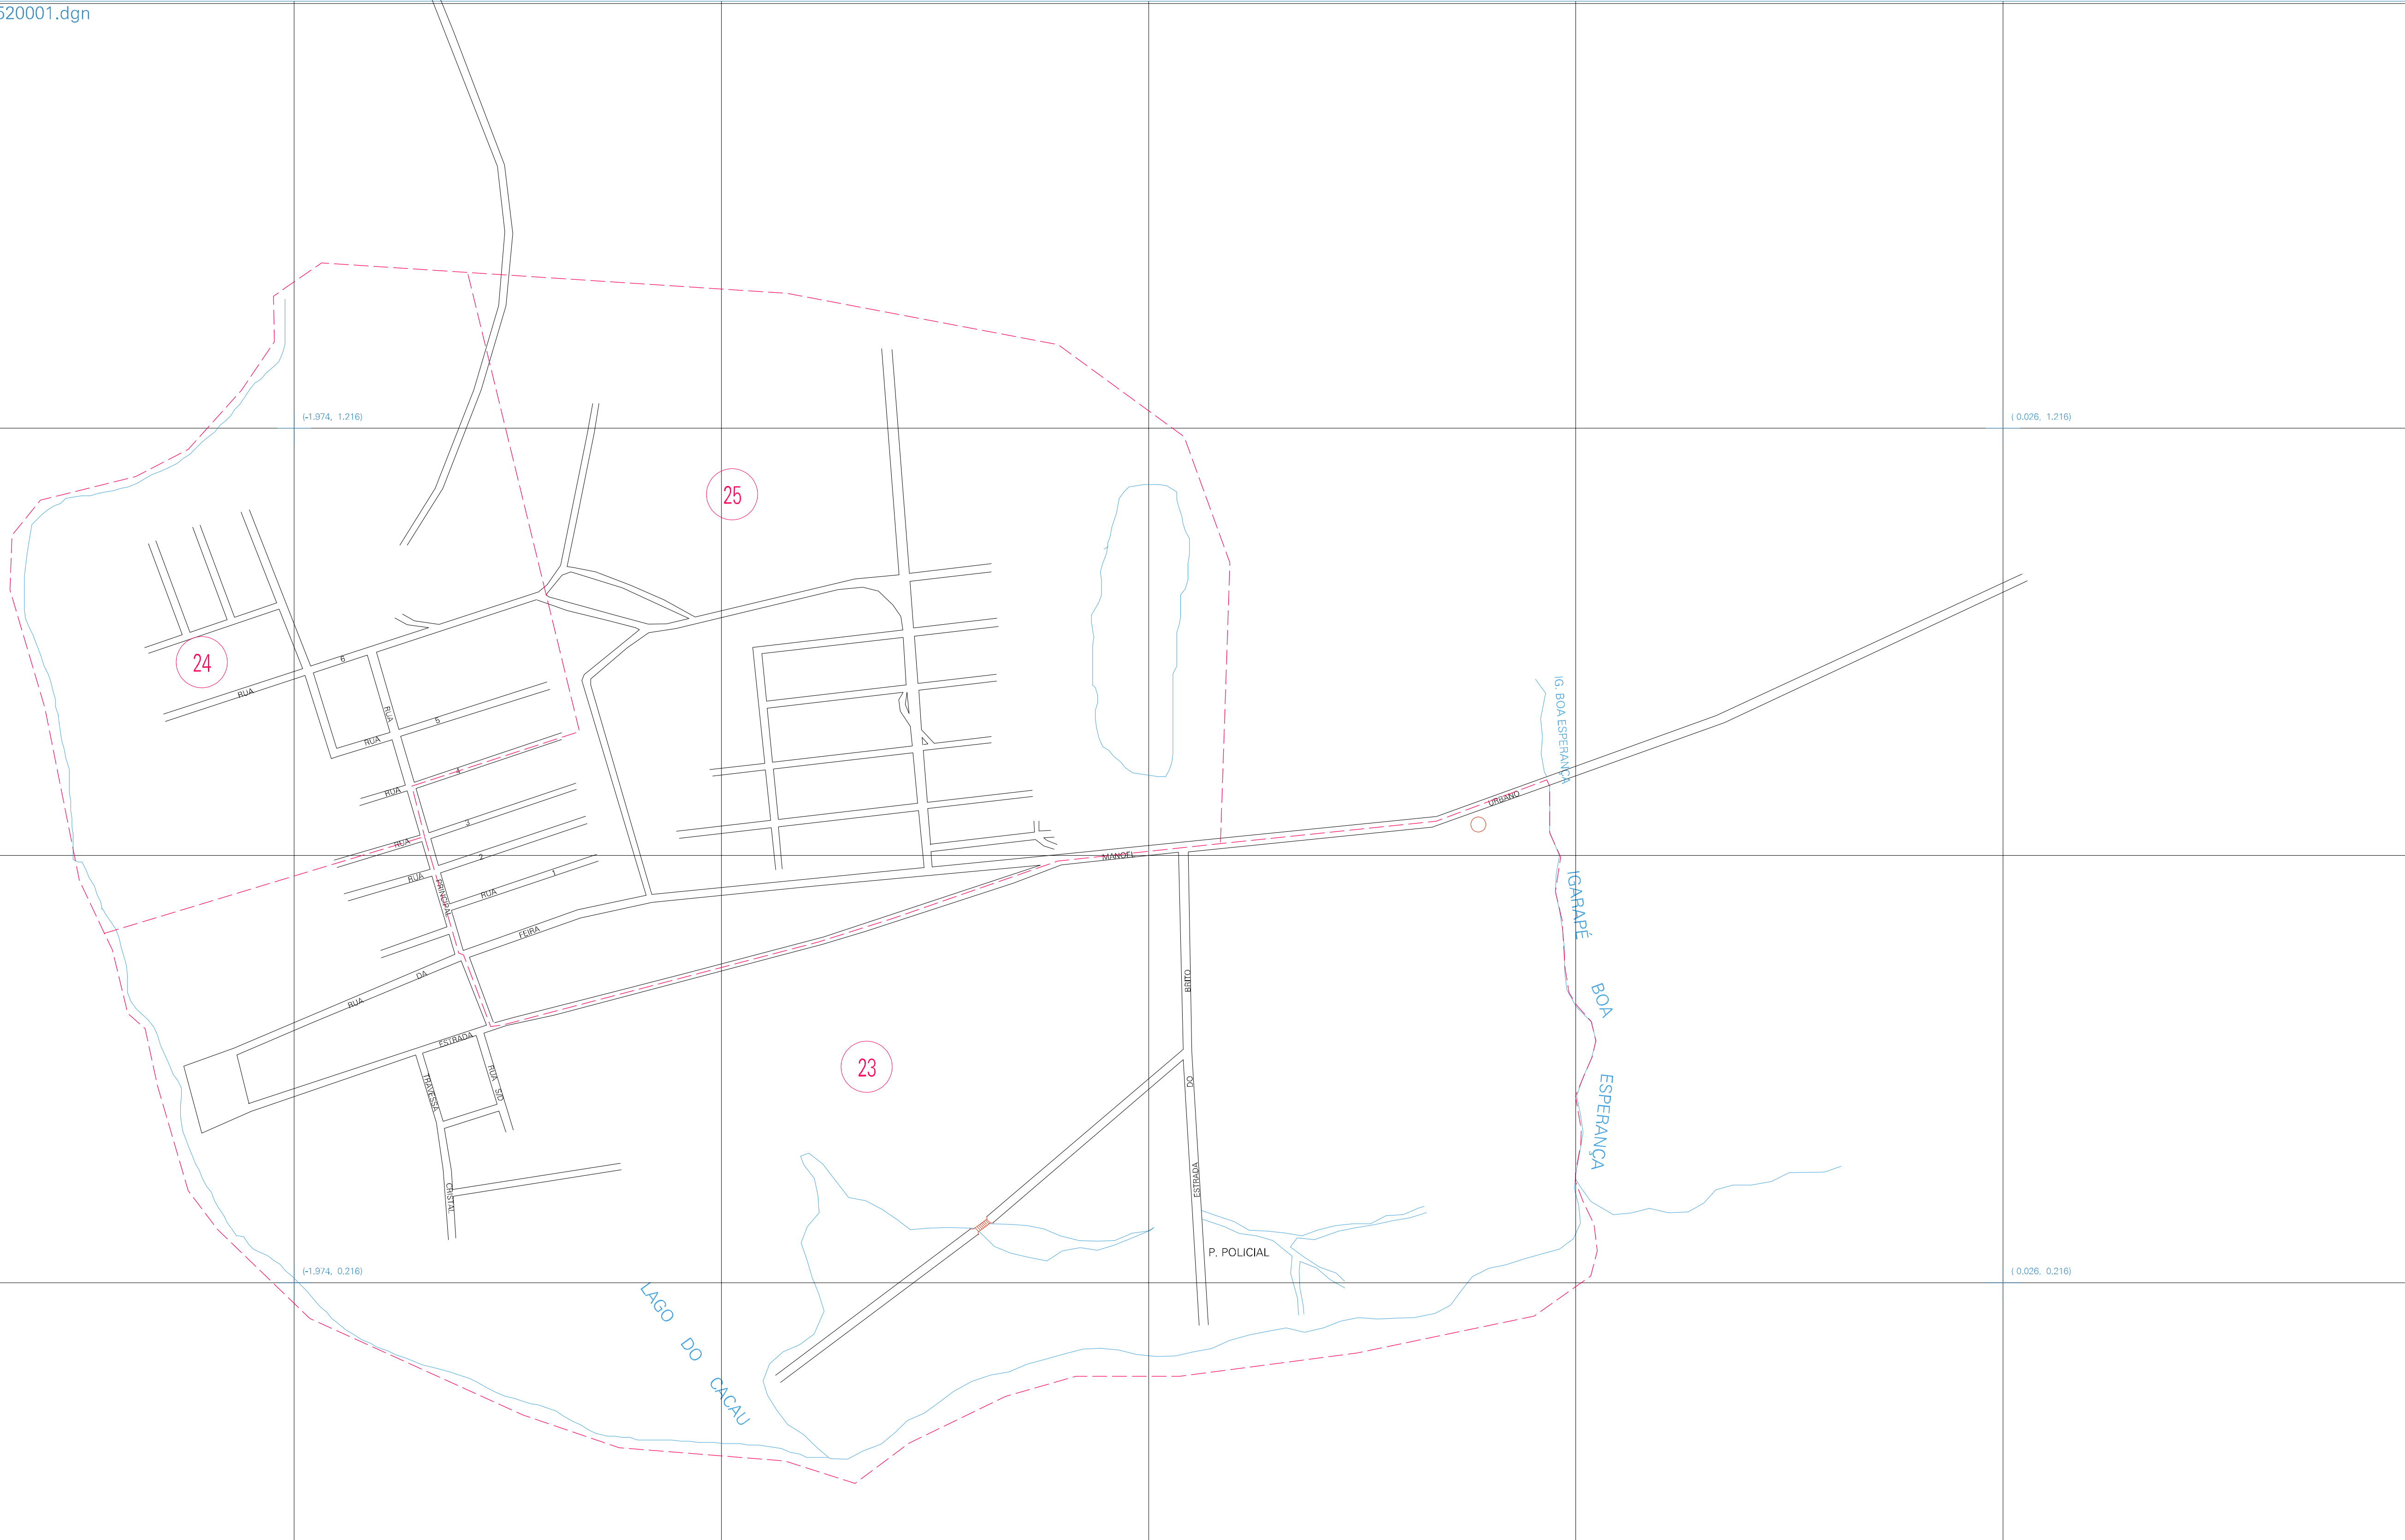 520001.dgn
(-1.974, 1.216)
( 0.026, 1.216)
25
24
RUA 6
RUA
PRINCIPAL
RUA 5
RUA 4
RUA 3
RUA 2
RUA 1
RUA DA FEIRA
ESTRADA
MANOEL
URBANO
IG. BOA ESPERANÇA
IGARAPÉ BOA ESPERANÇA
TRAVESSA
CRISTAL
RUA S/D
23
ESTRADA DO BRITO
P. POLICIAL
(-1.974, 0.216)
( 0.026, 0.216)
LAGO DO CACAU